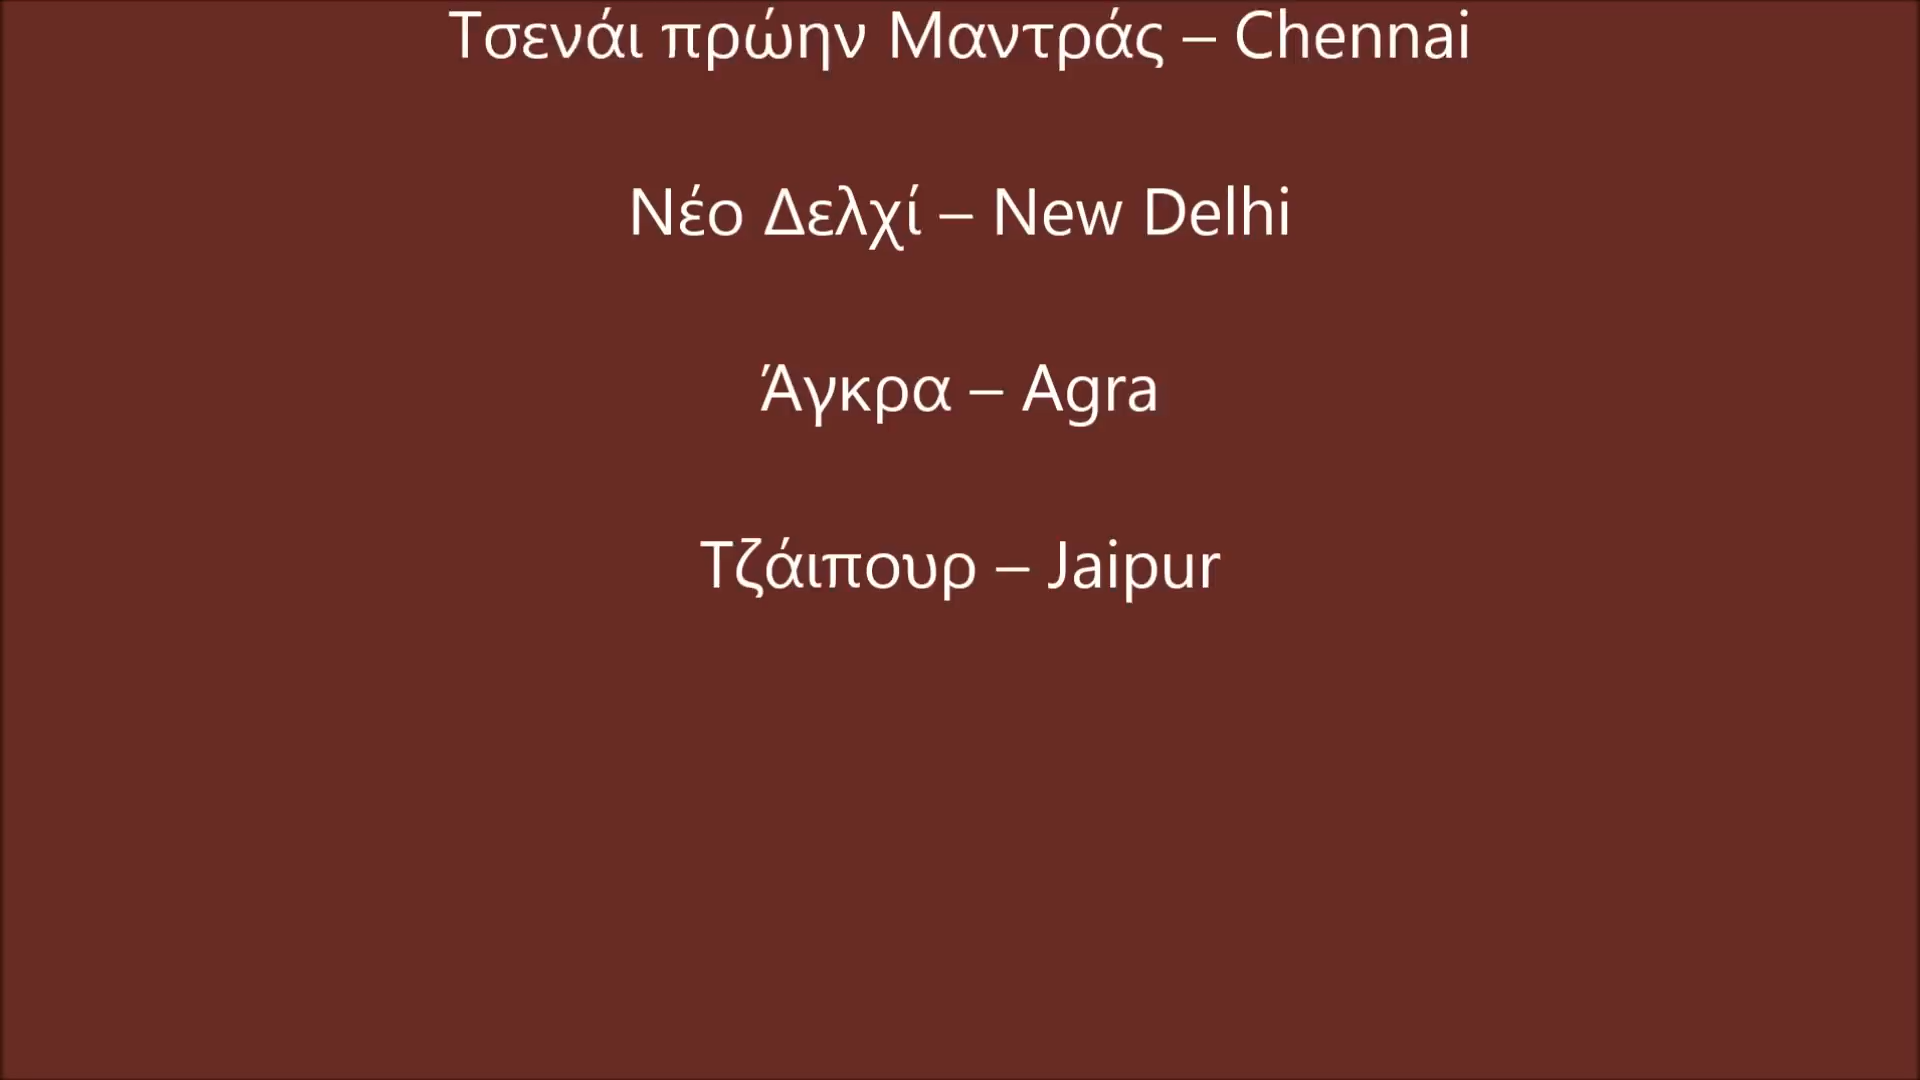 Τσενάι πρώην Μαντράς – Chennai
Νέο Δελχί – New Delhi
Άγκρα – Agra
Τζάιπουρ – Jaipur